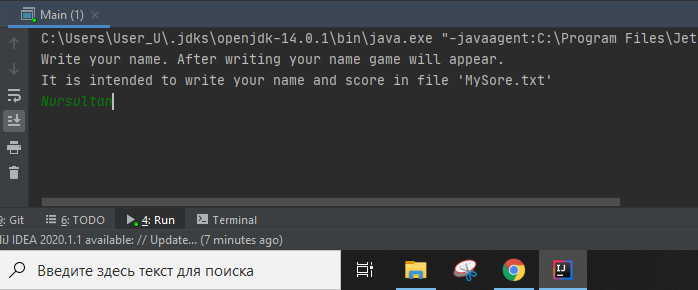 Main (1)
C:\Users\User_U\.jdks\openjdk-14.0.1\bin\java.exe "-javaagent:C:\Program Files\Jet
Write your name. After writing your name game will appear.
It is intended to write your name and score in file 'MySore.txt'
Nursultan
9: Git 6: TODO 4: Run Terminal
liJ IDEA 2020.1.1 available: // Update... (7 minutes ago)
Введите здесь текст для поиска
IJ